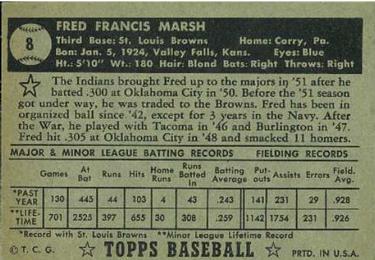 8
FRED FRANCIS MARSH
Third Base: St. Louis Browns Home: Corry, Pa.
Bon: Jan. 5, 1924, Valley Falls, Kans. Eyes: Blue
Ht.: 5'10" Wt.: 180 Hair: Blond Bats: Right Throws: Right
The Indians brought Fred up to the majors in '51 after he
batted .300 at Oklahoma City in '50. Before the '51 season
got under way, he was traded to the Browns. Fred has been in
organized ball since '42, except for 3 years in the Navy. After
the War, he played with Tacoma in '46 and Burlington in '47.
Fred hit .305 at Oklahoma City in '48 and smacked 11 homers.
MAJOR & MINOR LEAGUE BATTING RECORDS FIELDING RECORDS
Games At Bat Runs Hits Home Runs Runs Batted In Batting Average Put-outs Assists Errors Field. Avg.
*PAST YEAR 130 445 44 103 4 43 .243 141 231 29 .928
**LIFE-TIME 701 2525 397 655 30 308 .259 1142 1754 231 .926
*Record with St. Louis Browns **Minor League Lifetime Record
© T. C. G. TOPPS BASEBALL PRTD. IN U.S.A.